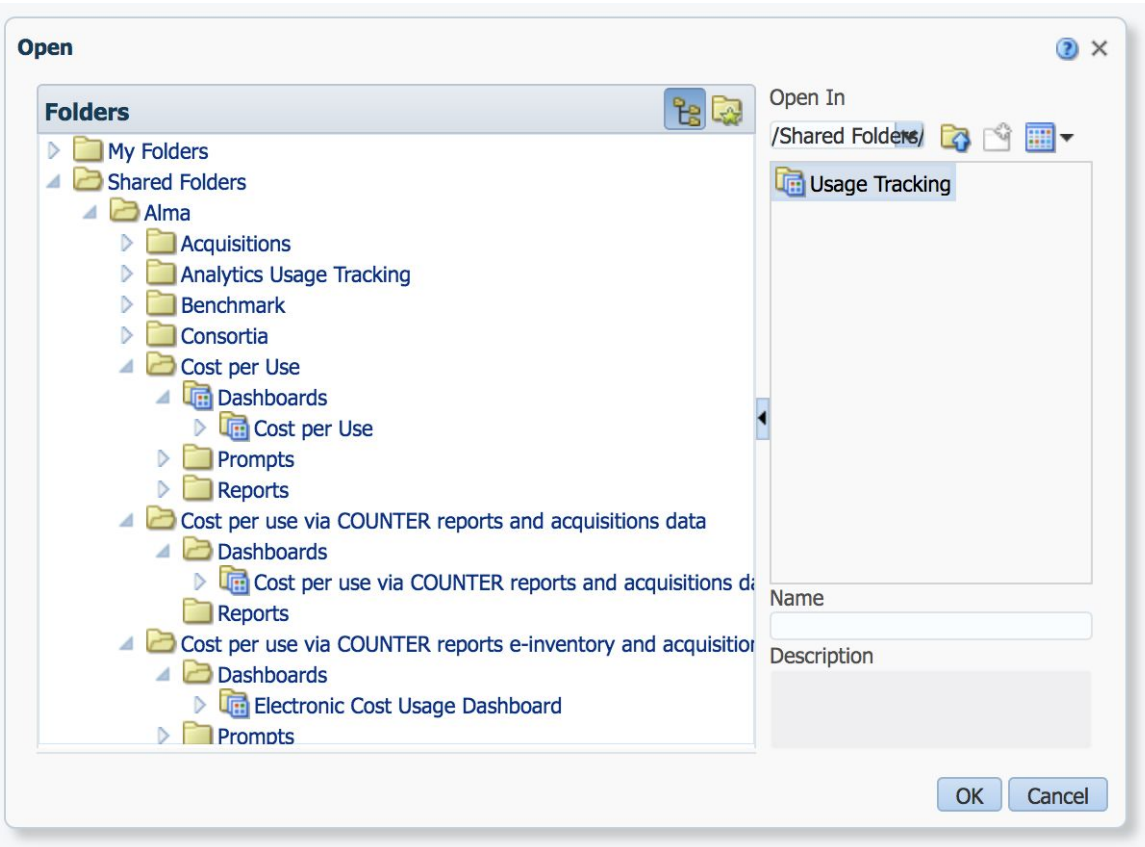 Open
Folders
My Folders
Shared Folders
Alma
Acquisitions
Analytics Usage Tracking
Benchmark
Consortia
Cost per Use
Dashboards
Cost per Use
Prompts
Reports
Cost per use via COUNTER reports and acquisitions data
Dashboards
Cost per use via COUNTER reports and acquisitions da
Reports
Cost per use via COUNTER reports e-inventory and acquisition
Dashboards
Electronic Cost Usage Dashboard
Prompts
Open In
/Shared Folders/
Usage Tracking
Name
Description
OK Cancel